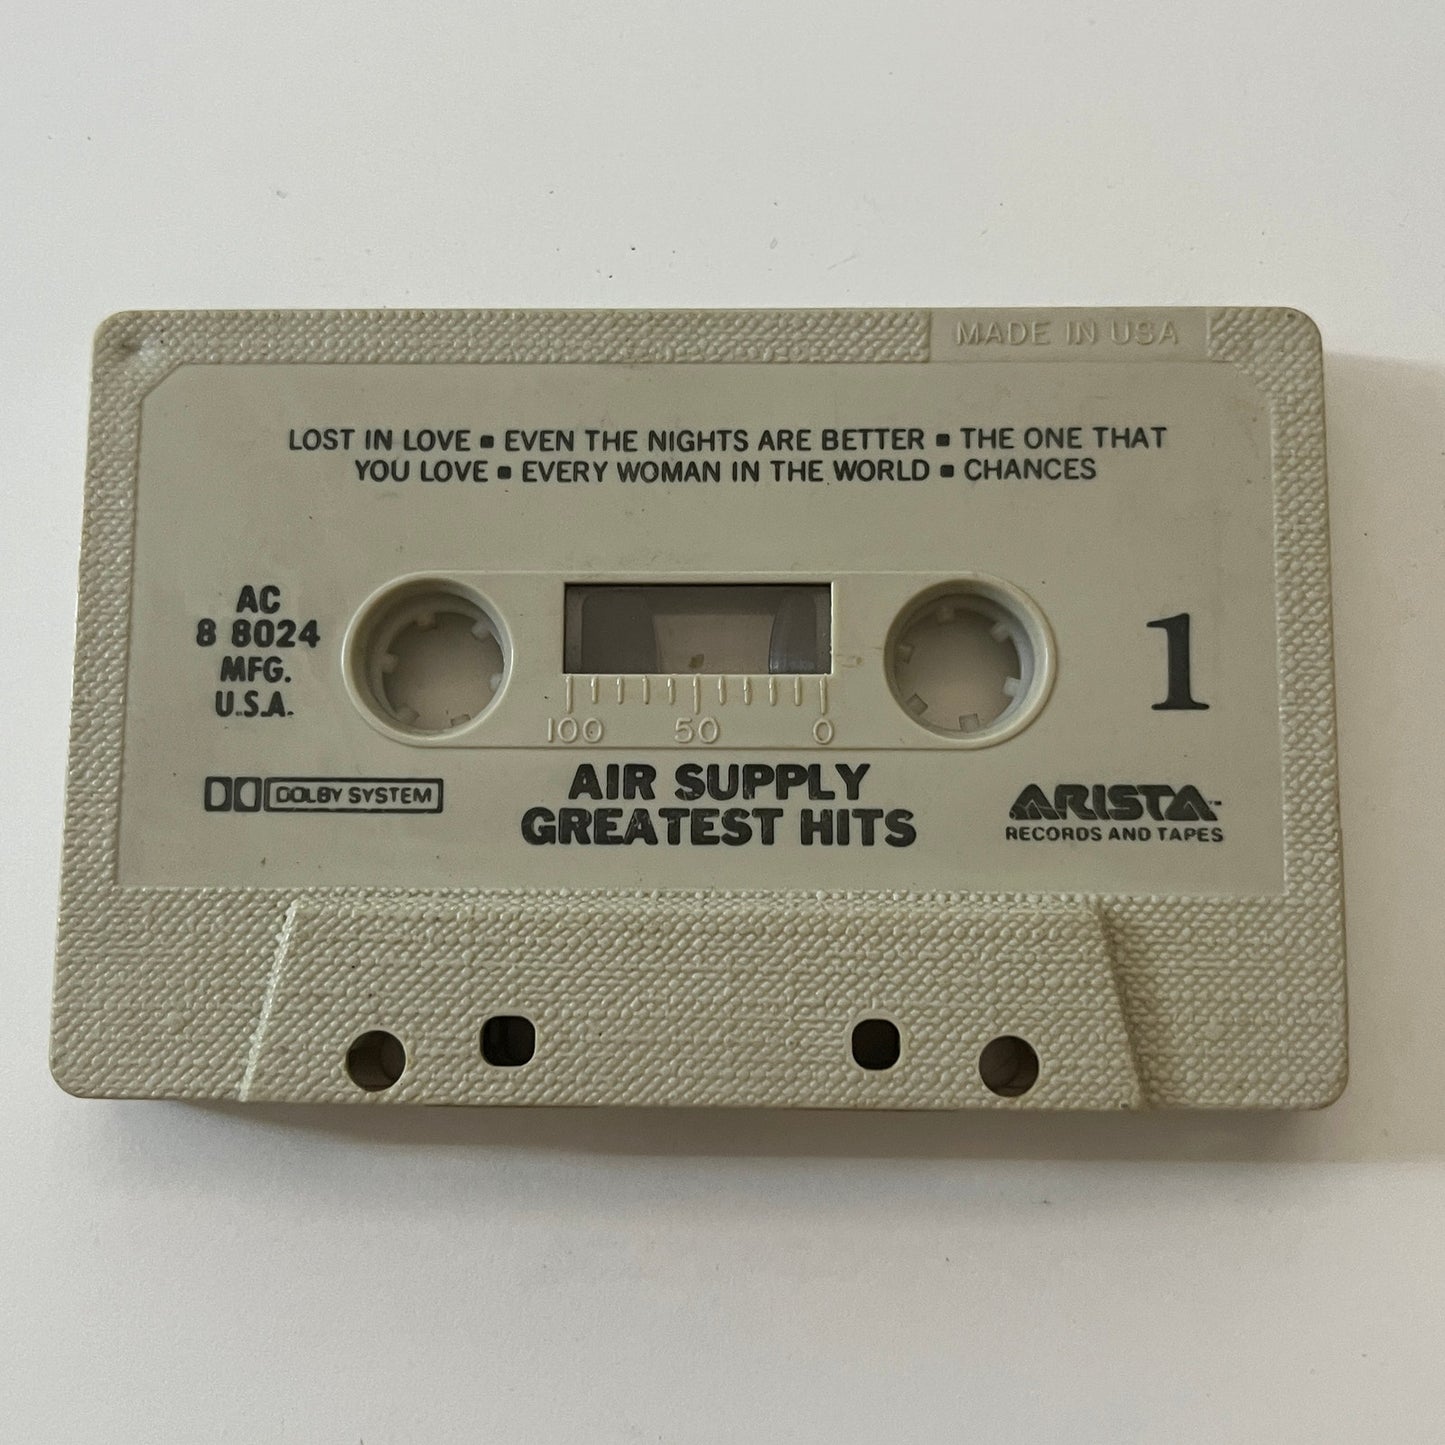 MADE IN USA
LOST IN LOVE ▪ EVEN THE NIGHTS ARE BETTER ▪ THE ONE THAT
YOU LOVE ▪ EVERY WOMAN IN THE WORLD ▪ CHANCES
AC
8 8024
MFG.
U.S.A.
1
100 50 0
DOLBY SYSTEM
AIR SUPPLY
GREATEST HITS
ARISTA™
RECORDS AND TAPES